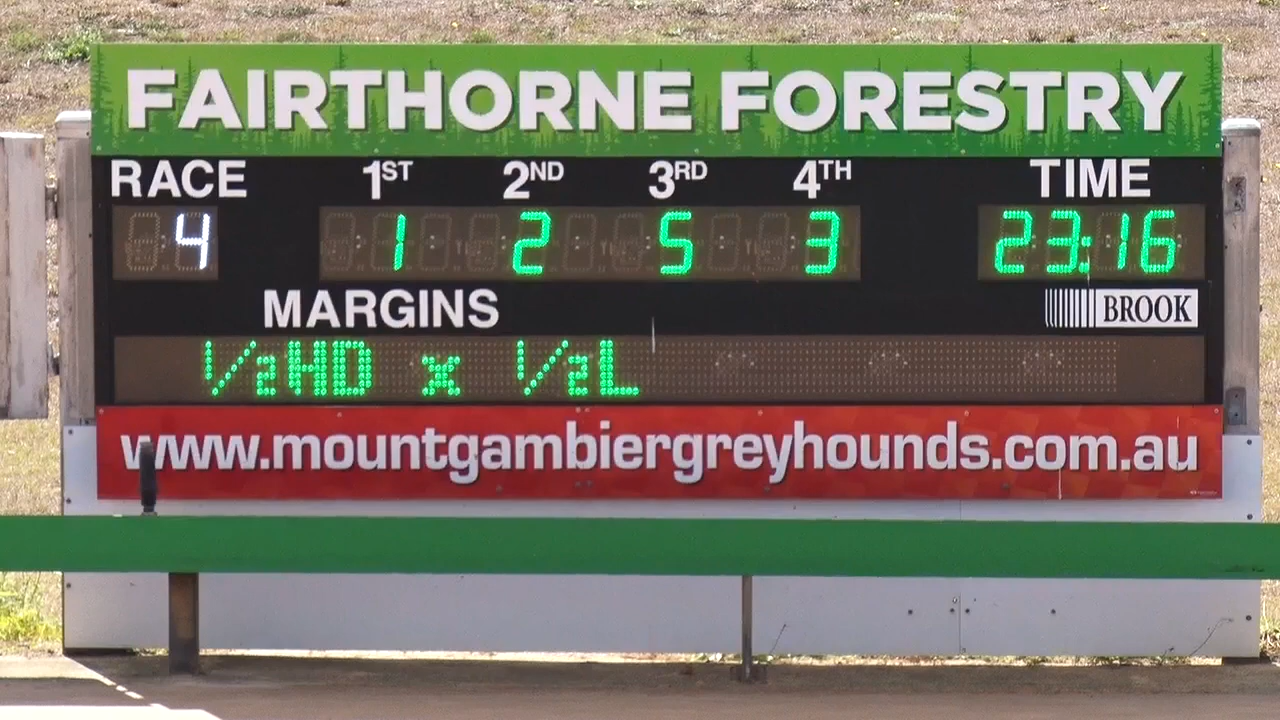 FAIRTHORNE FORESTRY
RACE 1ST 2ND 3RD 4TH TIME
4 1 2 5 3 23:16
MARGINS BROOK
½HD x ½L
www.mountgambiergreyhounds.com.au